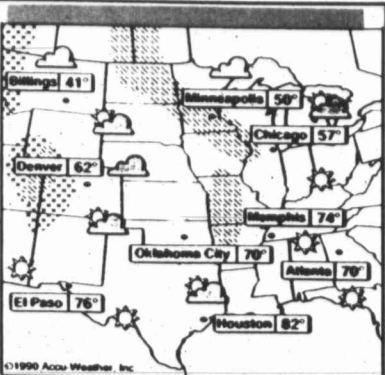 Billings 41°
Minneapolis 50°
Chicago 57°
Denver 62°
Memphis 74°
Oklahoma City 70°
Atlanta 70°
El Paso 76°
Houston 82°
©1990 Accu-Weather, Inc